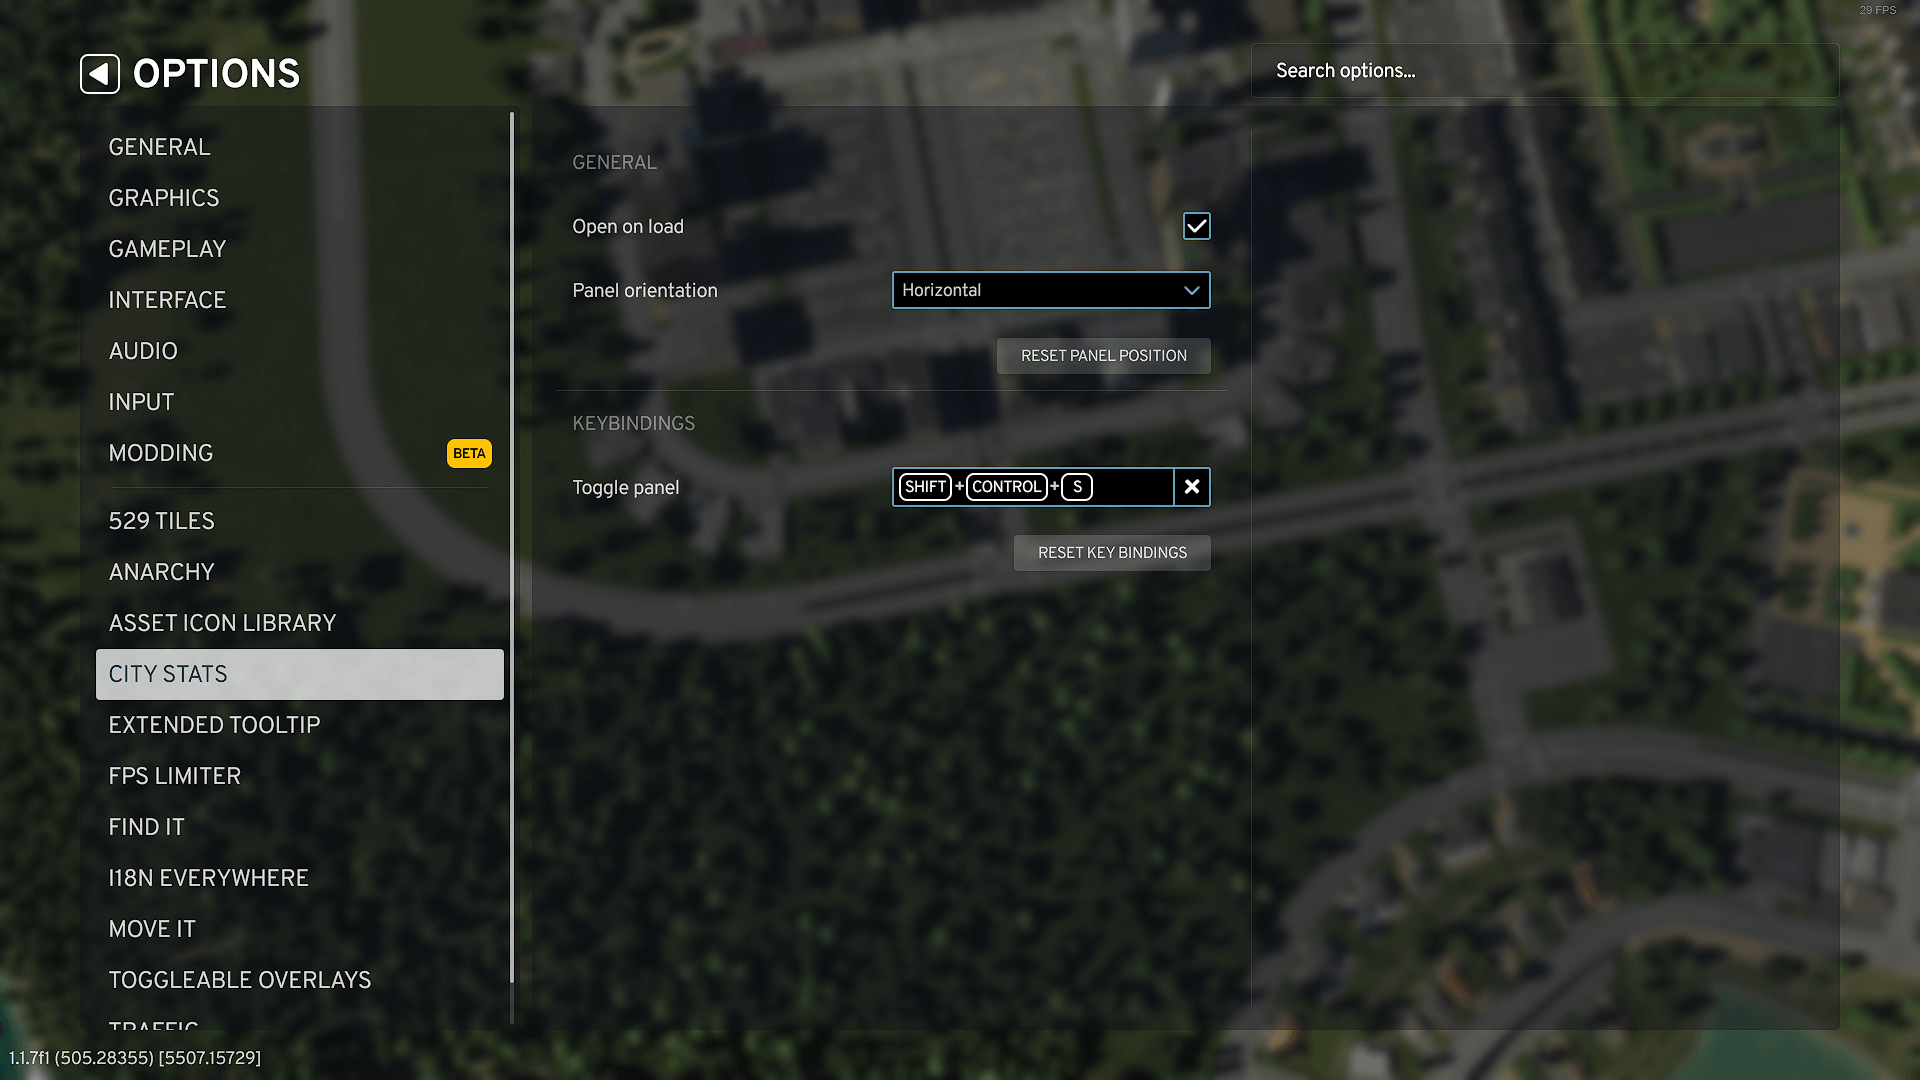 29 FPS
OPTIONS
Search options...
GENERAL
GRAPHICS
GAMEPLAY
INTERFACE
AUDIO
INPUT
MODDING BETA
529 TILES
ANARCHY
ASSET ICON LIBRARY
CITY STATS
EXTENDED TOOLTIP
FPS LIMITER
FIND IT
I18N EVERYWHERE
MOVE IT
TOGGLEABLE OVERLAYS
TRAFFIC
GENERAL
Open on load
Panel orientation Horizontal
RESET PANEL POSITION
KEYBINDINGS
Toggle panel SHIFT + CONTROL + S
RESET KEY BINDINGS
1.1.7f1 (505.28355) [5507.15729]